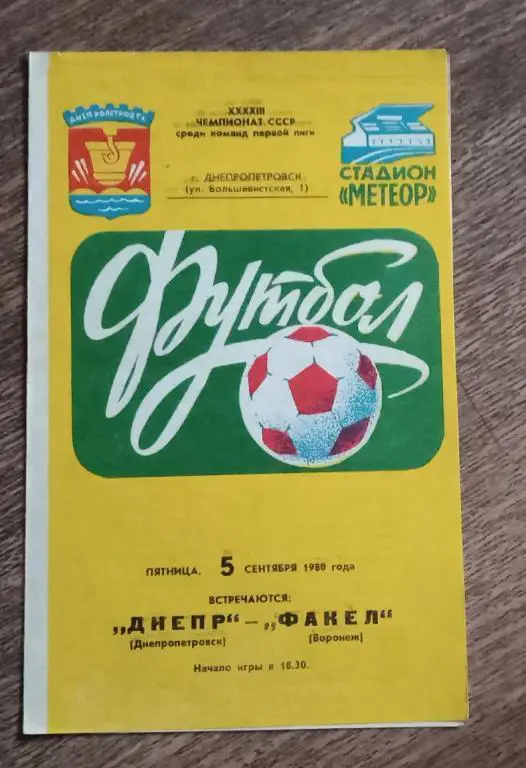 ДНЕПРОПЕТРОВСК
XXXXIII
ЧЕМПИОНАТ СССР
среди команд первой лиги
г. ДНЕПРОПЕТРОВСК
(ул. Большевистская, 1)
СТАДИОН
«МЕТЕОР»
Футбол
ПЯТНИЦА, 5 СЕНТЯБРЯ 1980 года
ВСТРЕЧАЮТСЯ:
„ДНЕПР“ — „ФАКЕЛ“
(Днепропетровск) (Воронеж)
Начало игры в 18.30.